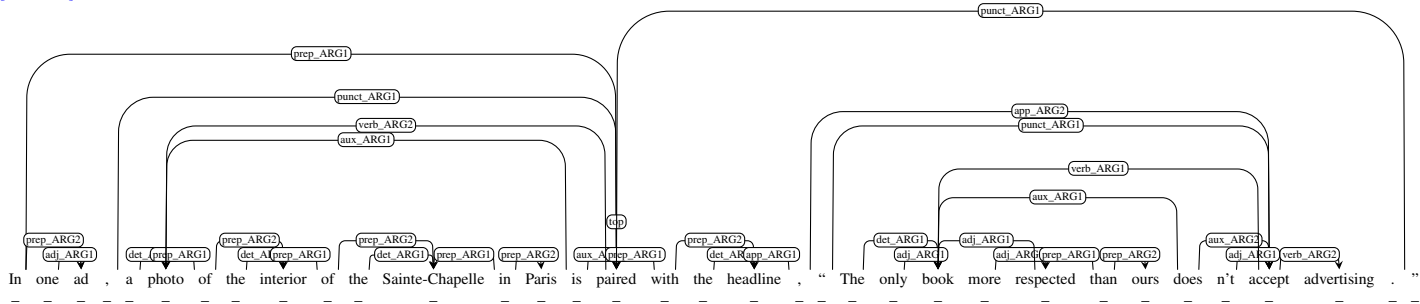 punct_ARG1
prep_ARG1
punct_ARG1
app_ARG2
verb_ARG2 punct_ARG1
aux_ARG1
verb_ARG1
aux_ARG1
top
prep_ARG2 prep_ARG2 prep_ARG2 prep_ARG2 det_ARG1 adj_ARG1 aux_ARG2
adj_ARG1 prep_ARG1 prep_ARG1 det_ARG1 prep_ARG1 prep_ARG2 prep_ARG1 app_ARG1 adj_ARG1 prep_ARG1 prep_ARG2 adj_ARG1 verb_ARG2
In one ad , a photo of the interior of the Sainte-Chapelle in Paris is paired with the headline , “ The only book more respected than ours does n’t accept advertising . ”